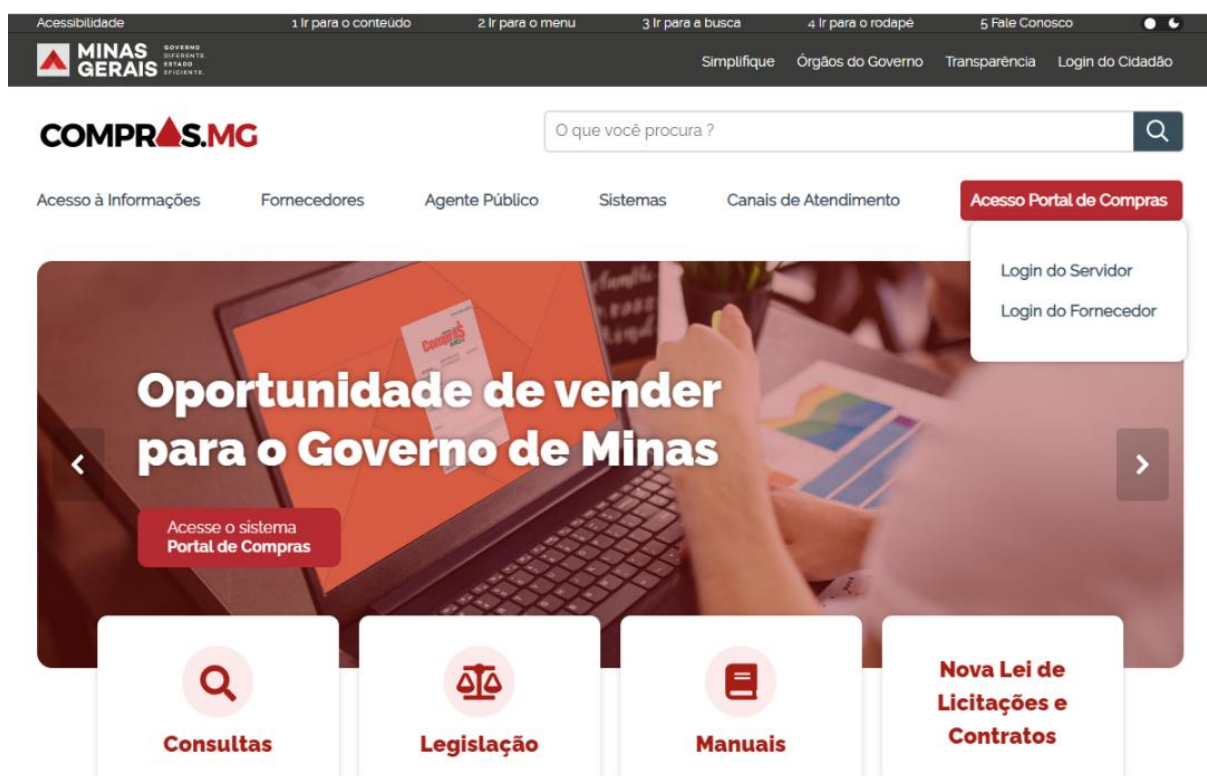 Acessibilidade 1 Ir para o conteúdo 2 Ir para o menu 3 Ir para a busca 4 Ir para o rodapé 5 Fale Conosco
MINAS GERAIS GOVERNO DIFERENTE. ESTADO EFICIENTE.
Simplifique Órgãos do Governo Transparência Login do Cidadão
COMPRAS.MG
O que você procura ?
Acesso à Informações Fornecedores Agente Público Sistemas Canais de Atendimento Acesso Portal de Compras
Login do Servidor
Login do Fornecedor
Compras
Oportunidade de vender
para o Governo de Minas
Acesse o sistema
Portal de Compras
Consultas
Legislação
Manuais
Nova Lei de
Licitações e
Contratos